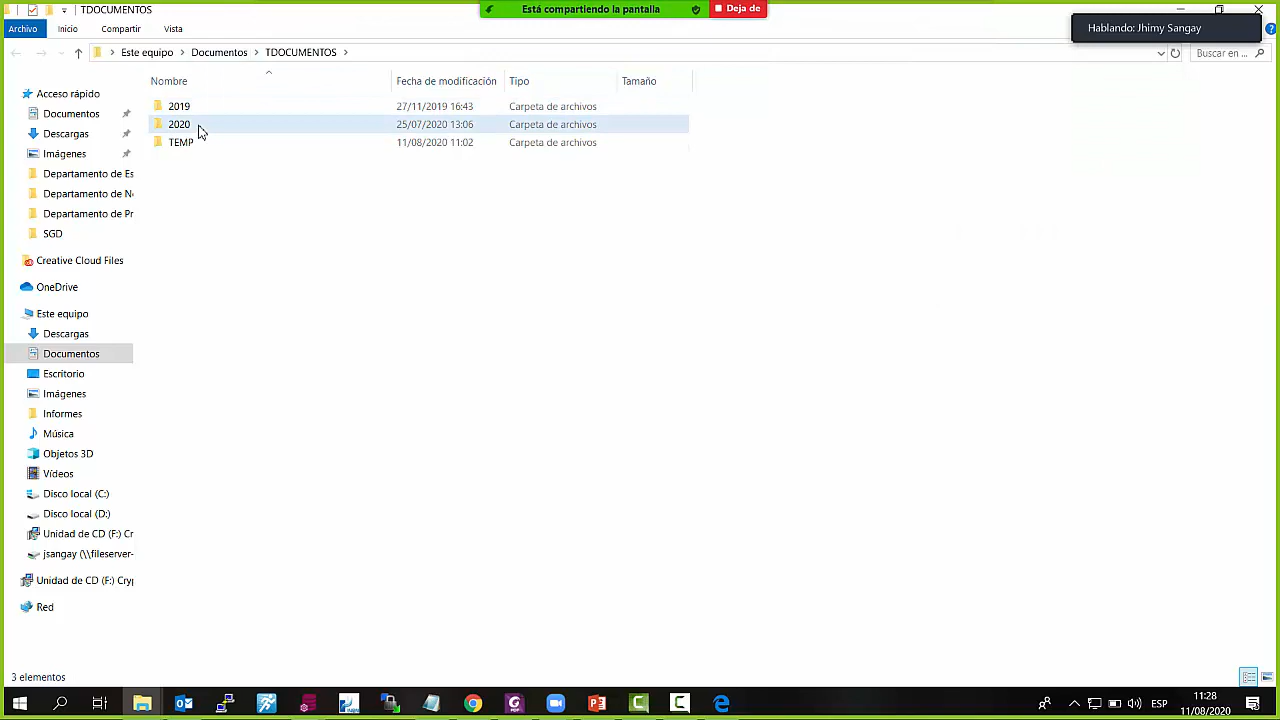 TDOCUMENTOS
Está compartiendo la pantalla
Deja de
Hablando: Jhimy Sangay
Archivo Inicio Compartir Vista
Este equipo > Documentos > TDOCUMENTOS >
Buscar en ...
Nombre Fecha de modificación Tipo Tamaño
2019 27/11/2019 16:43 Carpeta de archivos
2020 25/07/2020 13:06 Carpeta de archivos
TEMP 11/08/2020 11:02 Carpeta de archivos
Acceso rápido
Documentos
Descargas
Imágenes
Departamento de Es
Departamento de No
Departamento de Pr
SGD
Creative Cloud Files
OneDrive
Este equipo
Descargas
Documentos
Escritorio
Imágenes
Informes
Música
Objetos 3D
Vídeos
Disco local (C:)
Disco local (D:)
Unidad de CD (F:) Cr
jsangay (\\fileserver-
Unidad de CD (F:) Cryp
Red
3 elementos
ESP
11:28
11/08/2020